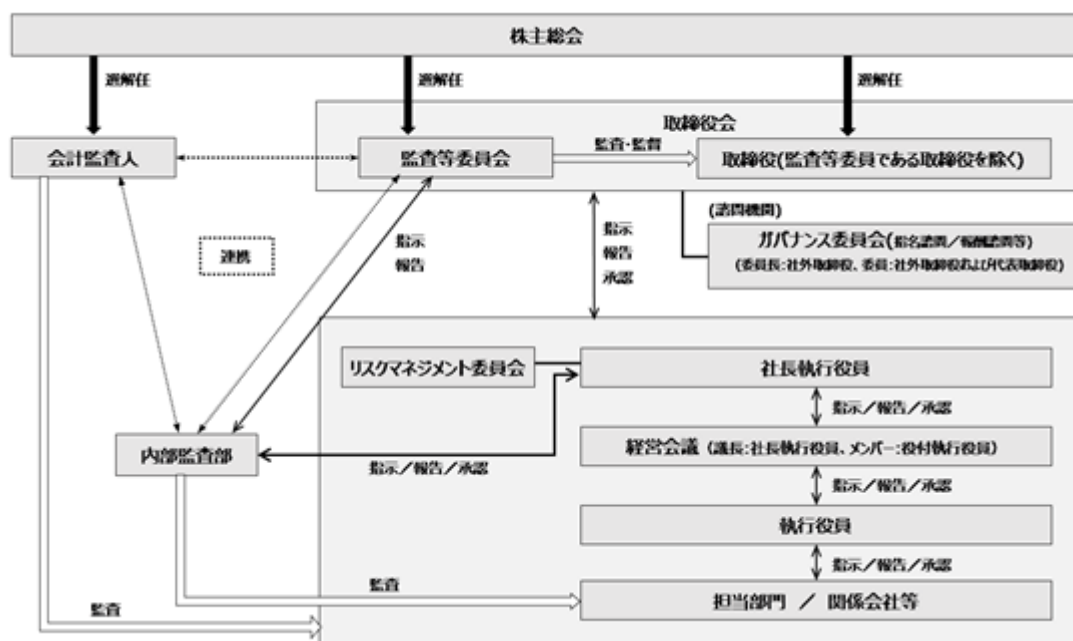 株主総会
選解任
選解任
選解任
取締役会
会計監査人
監査等委員会
監査・監督
取締役(監査等委員である取締役を除く)
(諮問機関)
ガバナンス委員会(指名諮問／報酬諮問等)
(委員長:社外取締役、委員:社外取締役および代表取締役)
連携
指示
報告
指示
報告
承認
リスクマネジメント委員会
社長執行役員
指示／報告／承認
経営会議 (議長:社長執行役員、メンバー:役付執行役員)
内部監査部
指示／報告／承認
指示／報告／承認
執行役員
指示／報告／承認
監査
担当部門 ／ 関係会社等
監査